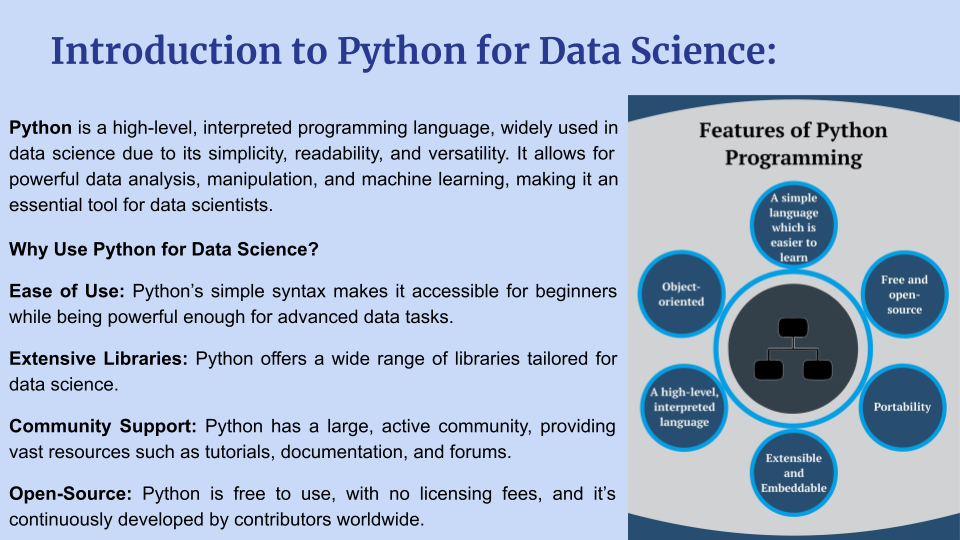 Introduction to Python for Data Science:
Python is a high-level, interpreted programming language, widely used in
data science due to its simplicity, readability, and versatility. It allows for
powerful data analysis, manipulation, and machine learning, making it an
essential tool for data scientists.
Why Use Python for Data Science?
Ease of Use: Python’s simple syntax makes it accessible for beginners
while being powerful enough for advanced data tasks.
Extensive Libraries: Python offers a wide range of libraries tailored for
data science.
Community Support: Python has a large, active community, providing
vast resources such as tutorials, documentation, and forums.
Open-Source: Python is free to use, with no licensing fees, and it’s
continuously developed by contributors worldwide.
Features of Python
Programming
A simple
language
which is
easier to
learn
Object-
oriented
Free and
open-
source
A high-level,
interpreted
language
Portability
Extensible
and
Embeddable